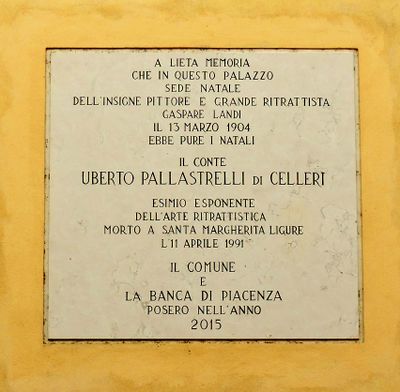 A LIETA MEMORIA
CHE IN QUESTO PALAZZO
SEDE NATALE
DELL'INSIGNE PITTORE E GRANDE RITRATTISTA
GASPARE LANDI
IL 13 MARZO 1904
EBBE PURE I NATALI
IL CONTE
UBERTO PALLASTRELLI DI CELLERI
ESIMIO ESPONENTE
DELL'ARTE RITRATTISTICA
MORTO A SANTA MARGHERITA LIGURE
L'11 APRILE 1991
IL COMUNE
E
LA BANCA DI PIACENZA
POSERO NELL'ANNO
2015